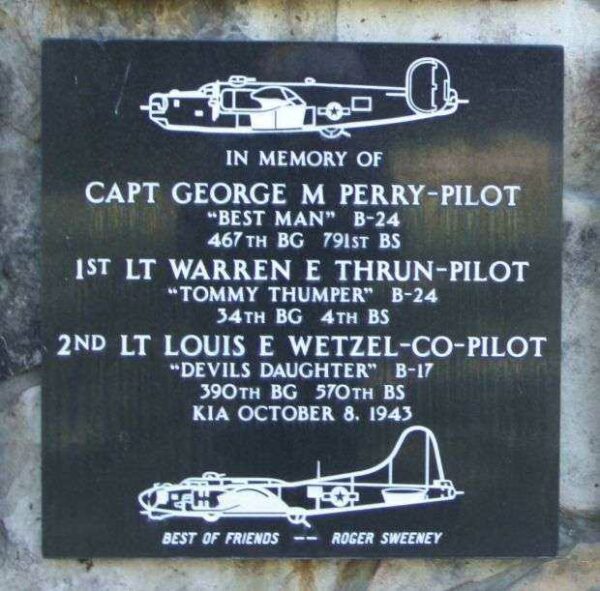 IN MEMORY OF
CAPT GEORGE M PERRY-PILOT
"BEST MAN" B-24
467TH BG 791ST BS
1ST LT WARREN E THRUN-PILOT
"TOMMY THUMPER" B-24
34TH BG 4TH BS
2ND LT LOUIS E WETZEL-CO-PILOT
"DEVILS DAUGHTER" B-17
390TH BG 570TH BS
KIA OCTOBER 8, 1943
BEST OF FRIENDS -- ROGER SWEENEY